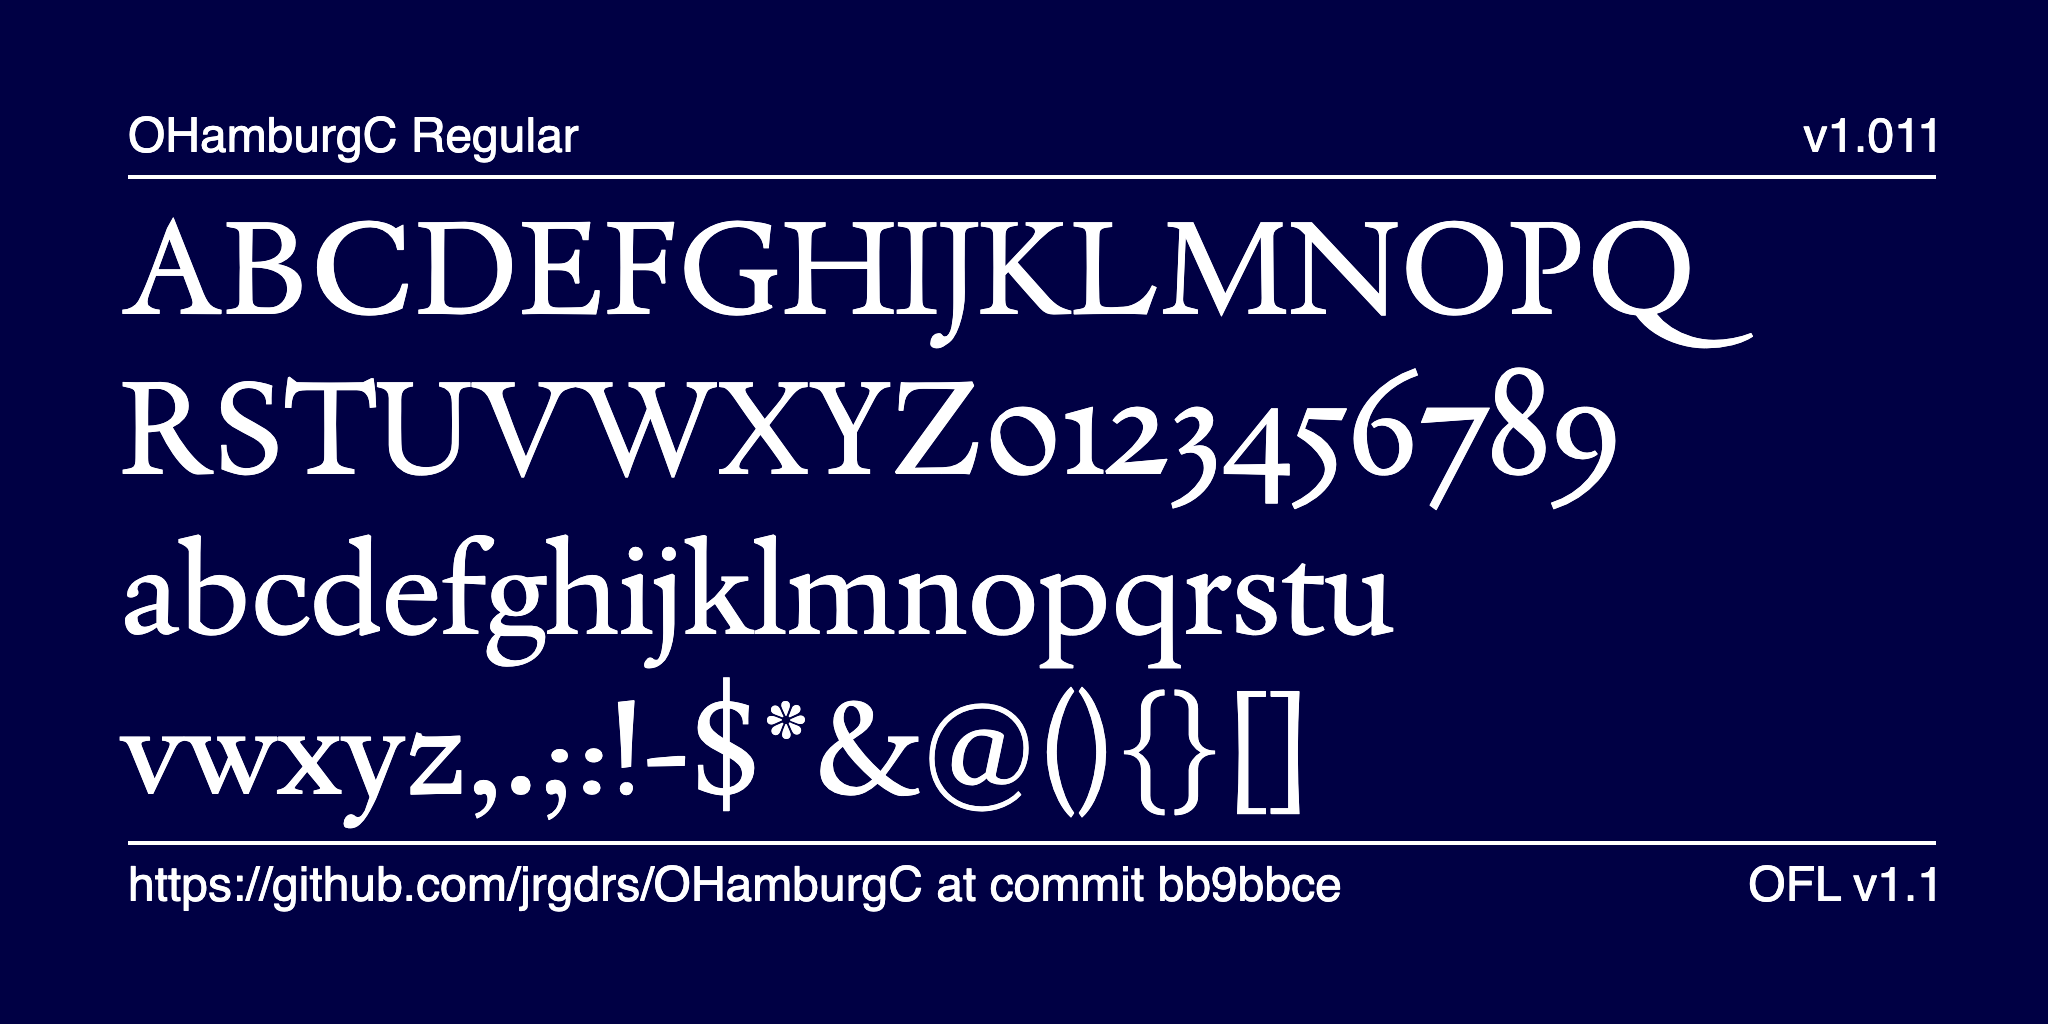 OHamburgC Regular
v1.011
ABCDEFGHIJKLMNOPQ
RSTUVWXYZ0123456789
abcdefghijklmnopqrstu
vwxyz,.;:!-$*&@(){}[]
https://github.com/jrgdrs/OHamburgC at commit bb9bbce
OFL v1.1